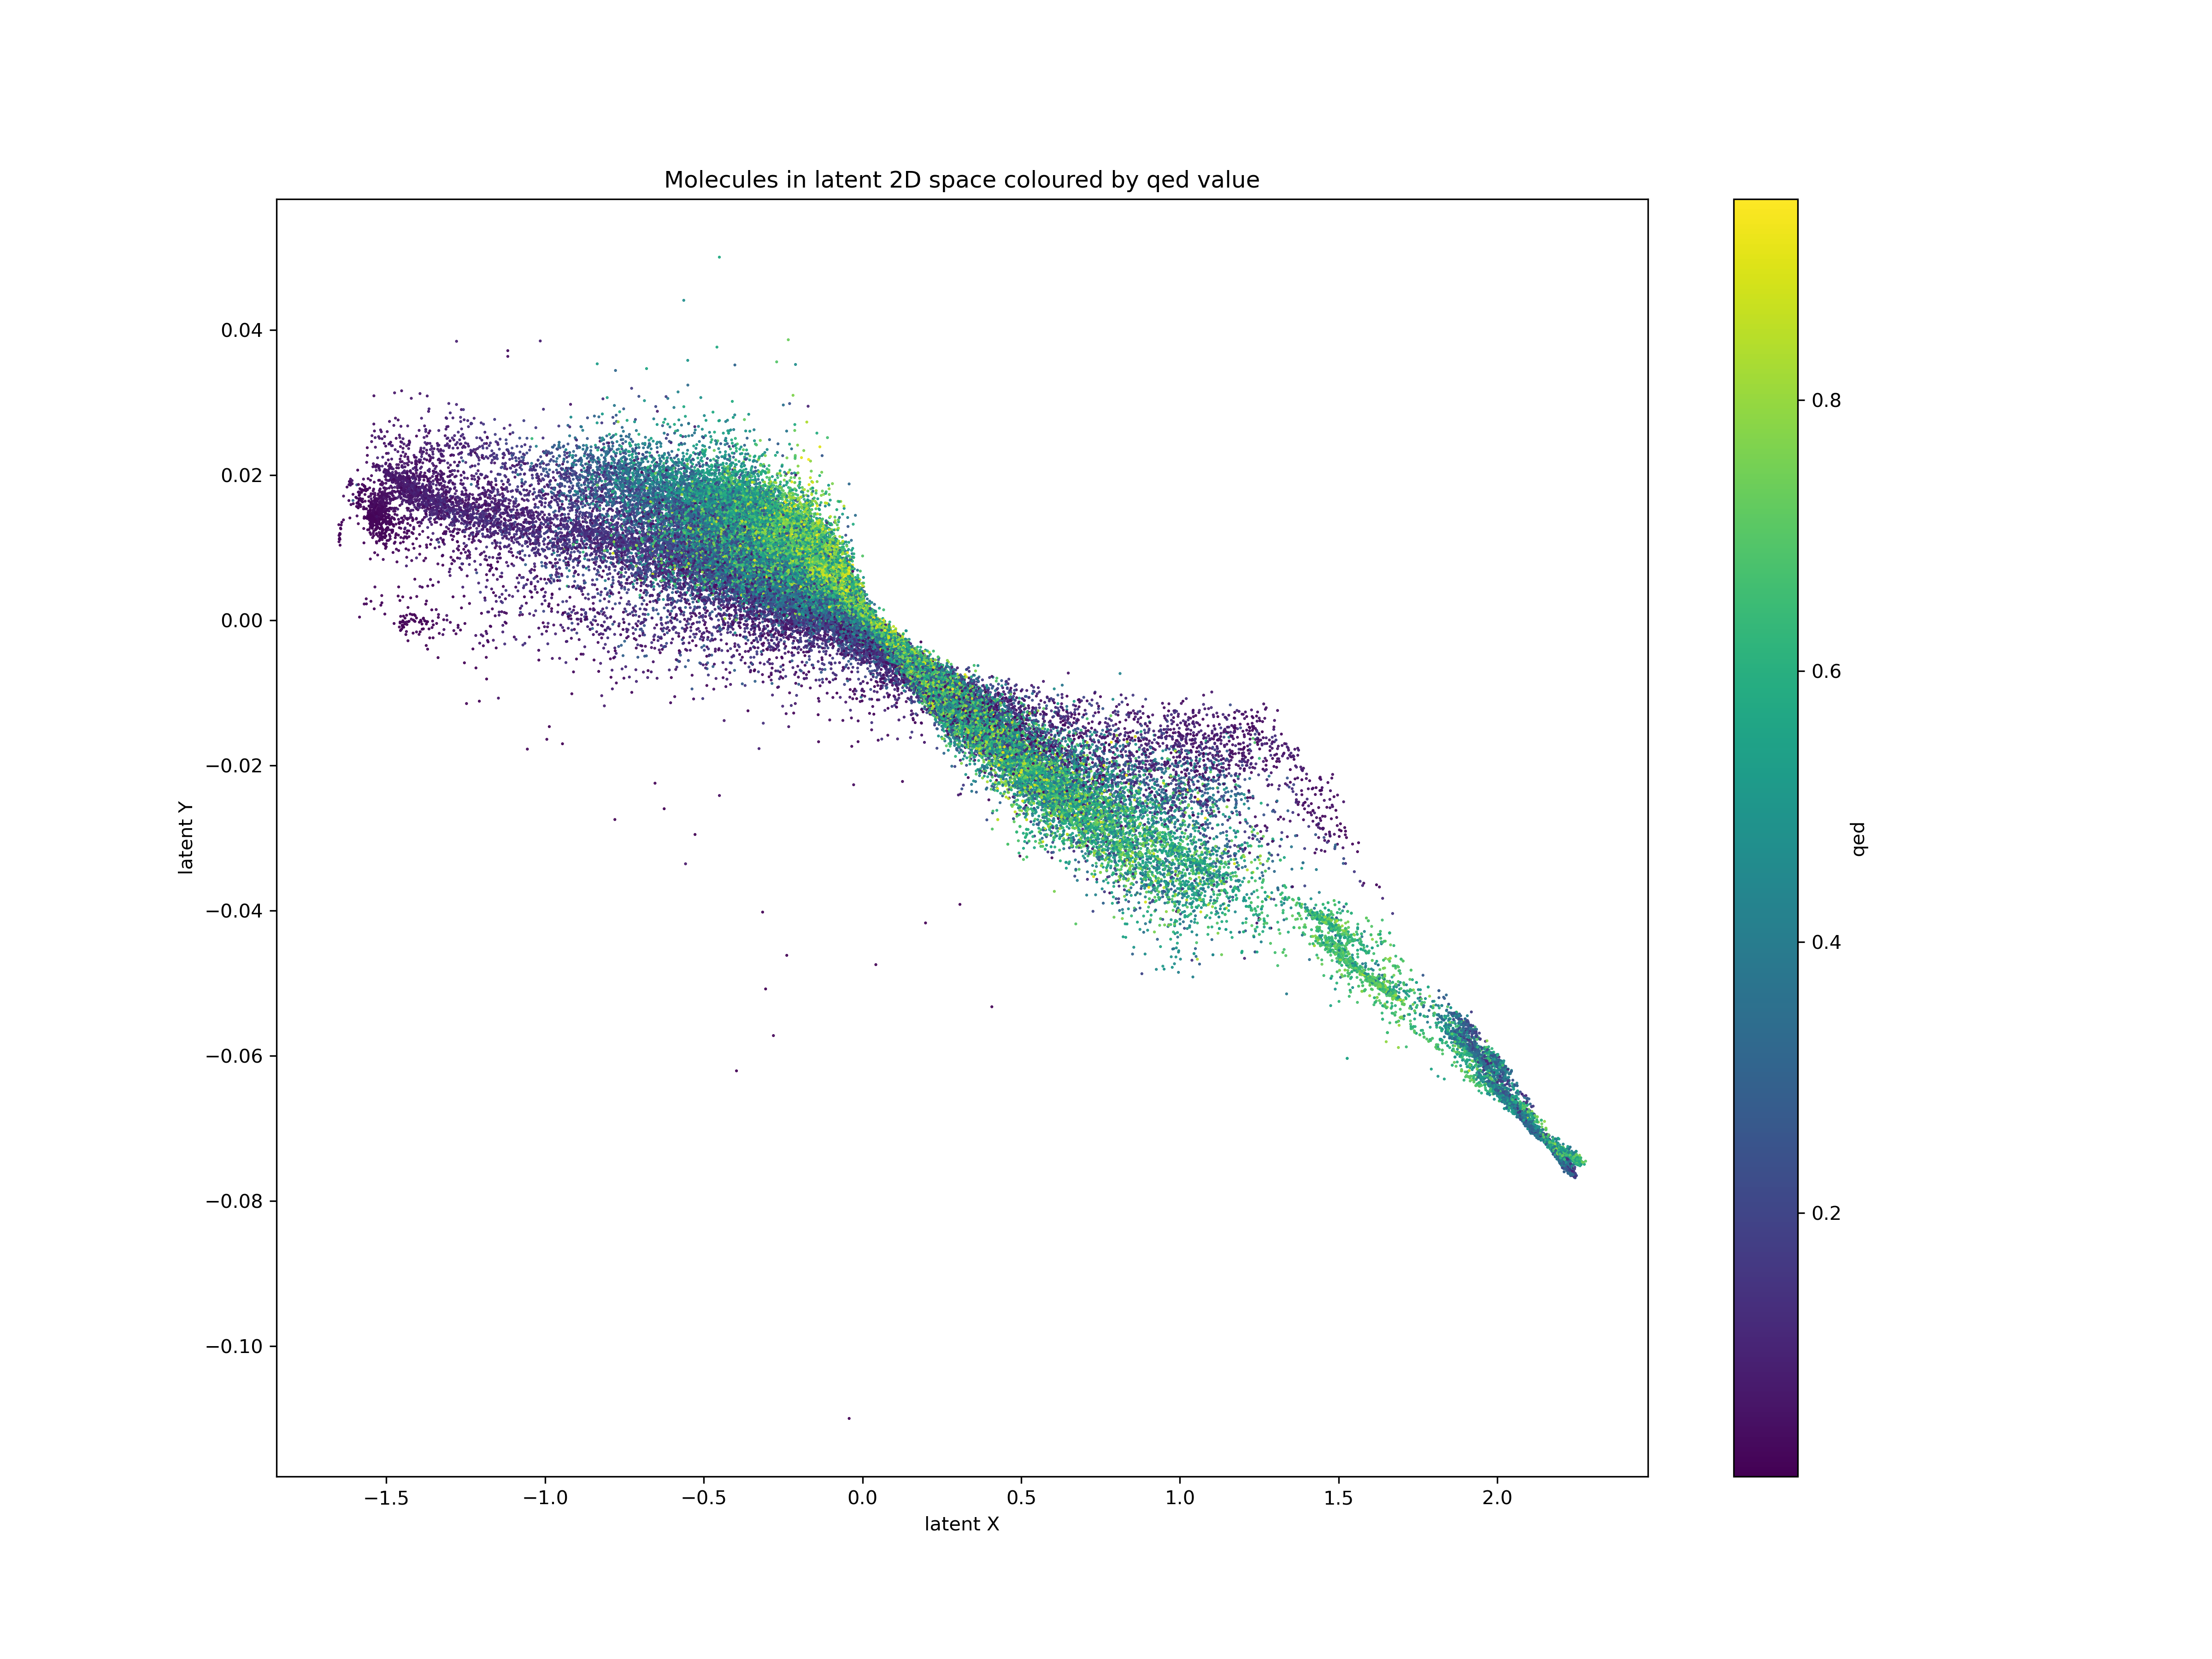 Molecules in latent 2D space coloured by qed value
0.04
0.02
0.00
−0.02
−0.04
−0.06
−0.08
−0.10
latent Y
−1.5 −1.0 −0.5 0.0 0.5 1.0 1.5 2.0
latent X
0.8
0.6
0.4
0.2
qed